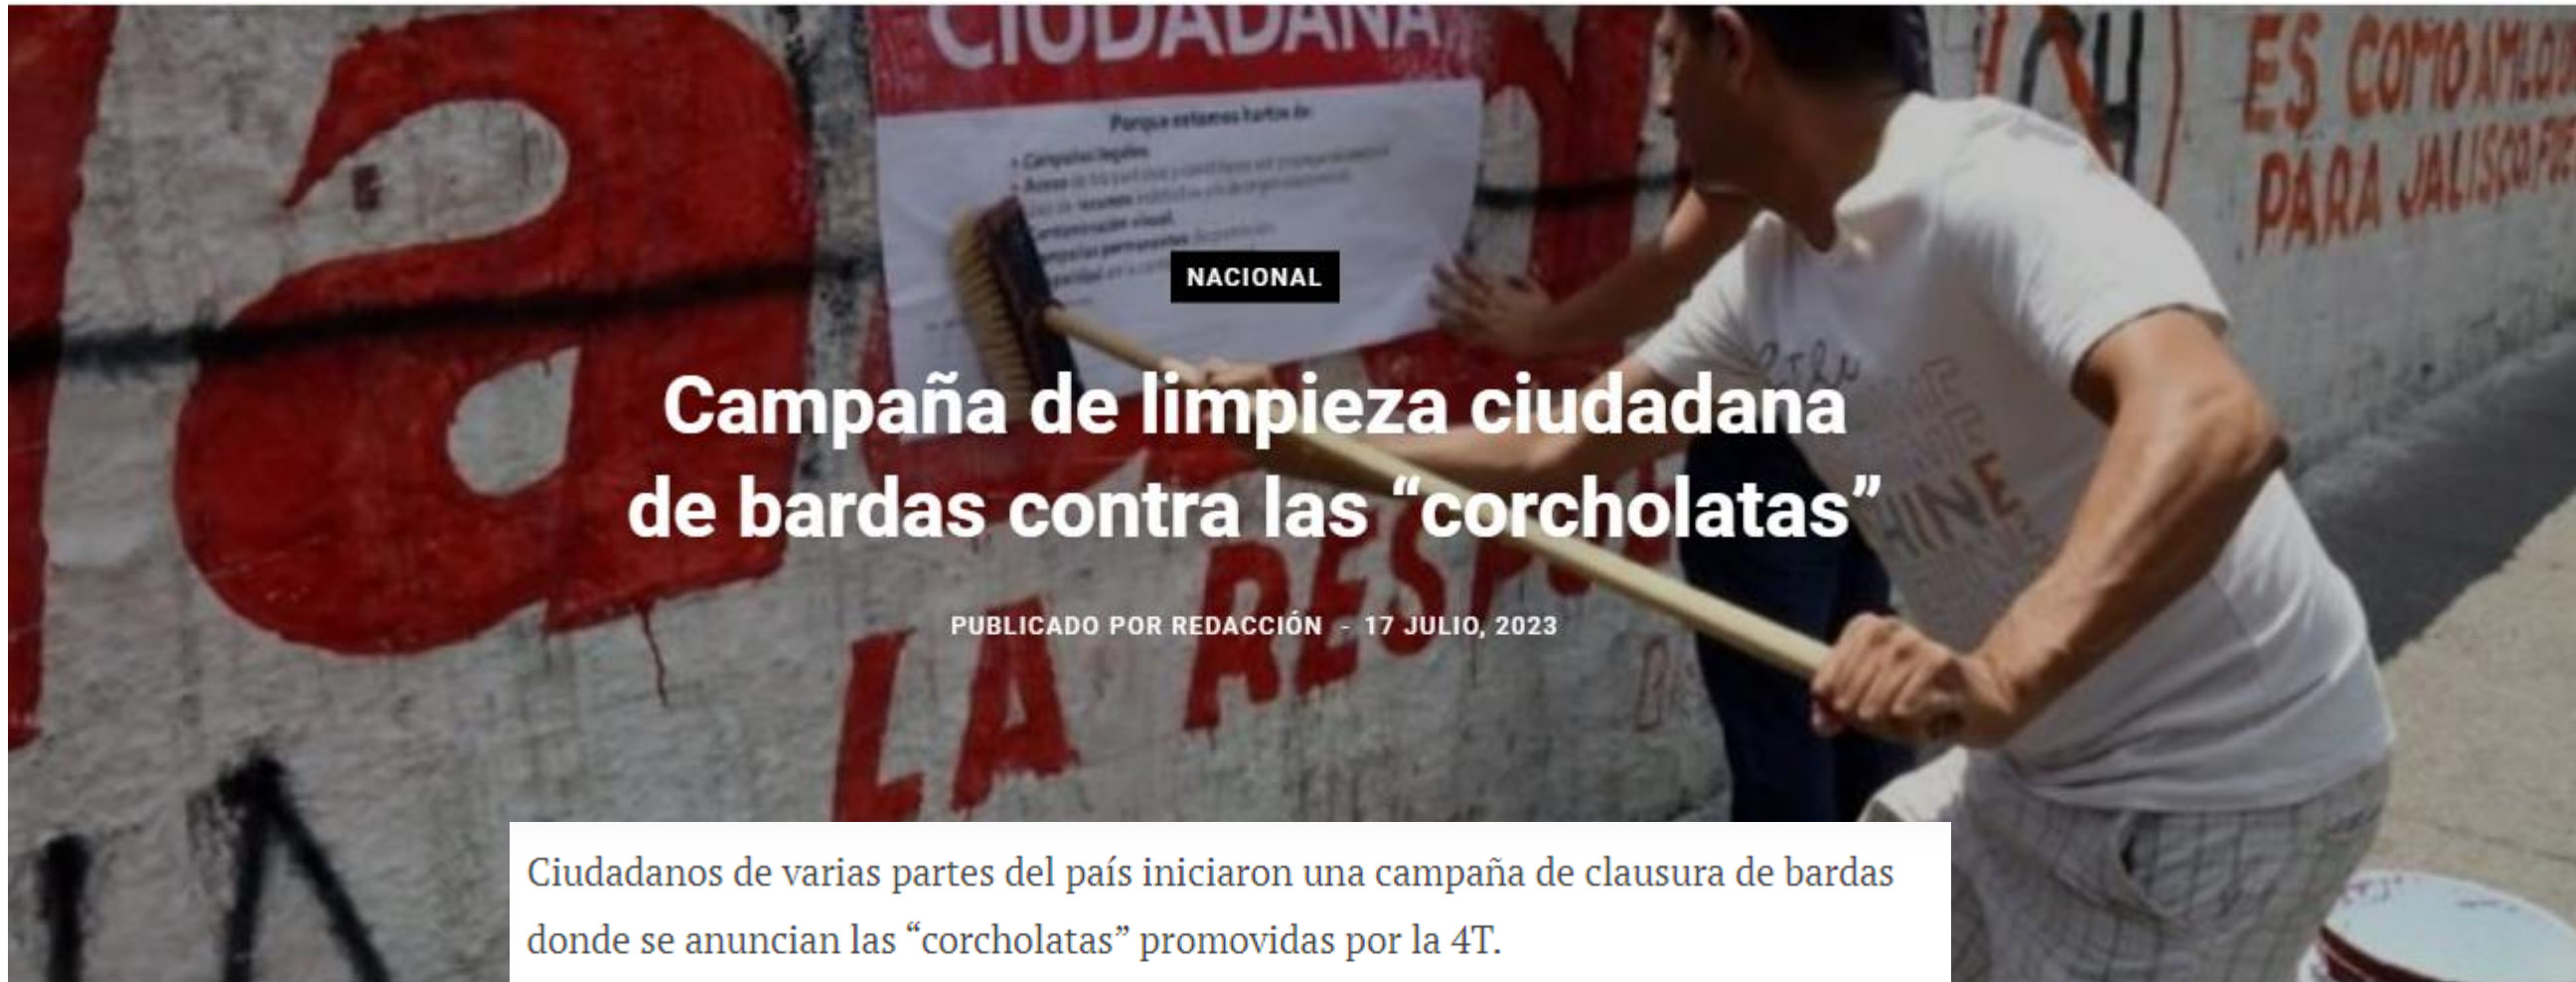 CIUDADANA
Porque estamos hartos de:
a
ES COMO AMLO
PARA JALISCO
NACIONAL
Campaña de limpieza ciudadana
de bardas contra las “corcholatas”
LA RESP
PUBLICADO POR REDACCIÓN - 17 JULIO, 2023
Ciudadanos de varias partes del país iniciaron una campaña de clausura de bardas
donde se anuncian las “corcholatas” promovidas por la 4T.